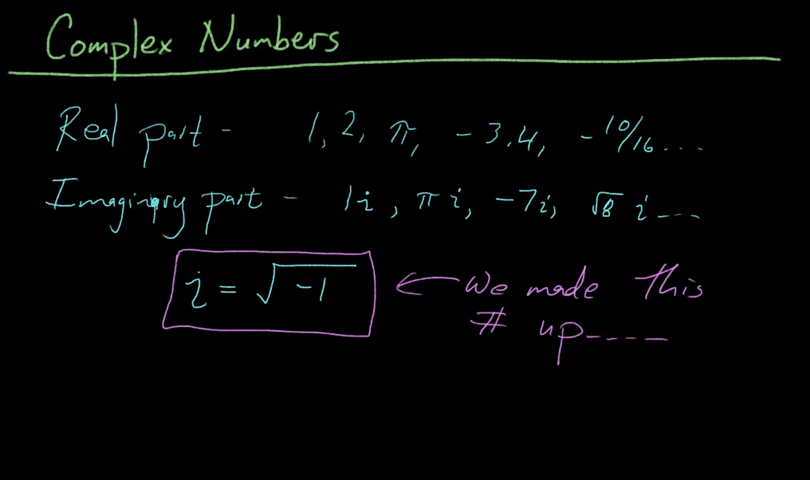 Complex Numbers
Real part - 1, 2, π, -3.4, -10/16 ...
Imaginary part - 1i, πi, -7i, √8 i ...
i = √-1 ← We made this
# up----